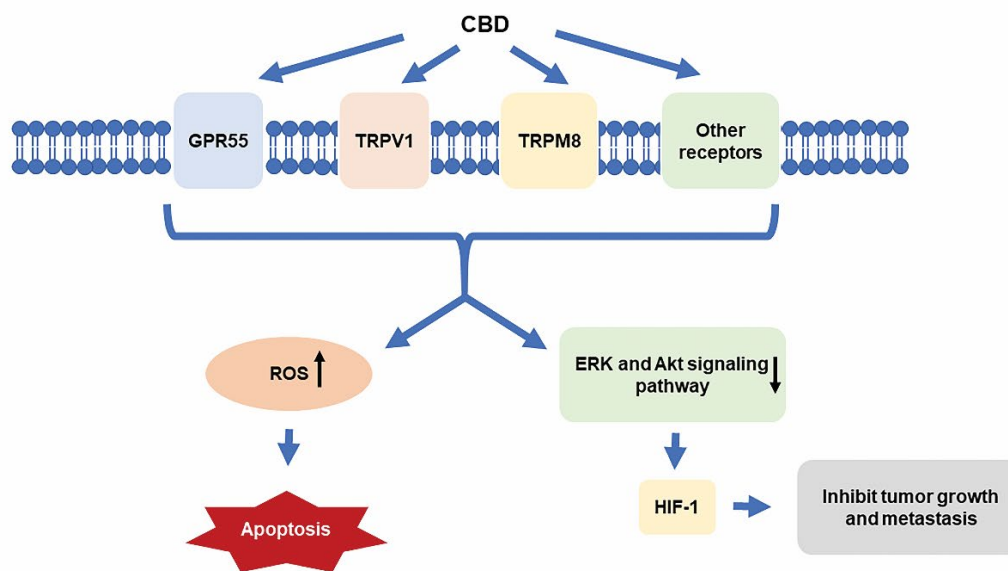 CBD
GPR55
TRPV1
TRPM8
Other
receptors
ROS
ERK and Akt signaling
pathway
Apoptosis
HIF-1
Inhibit tumor growth
and metastasis